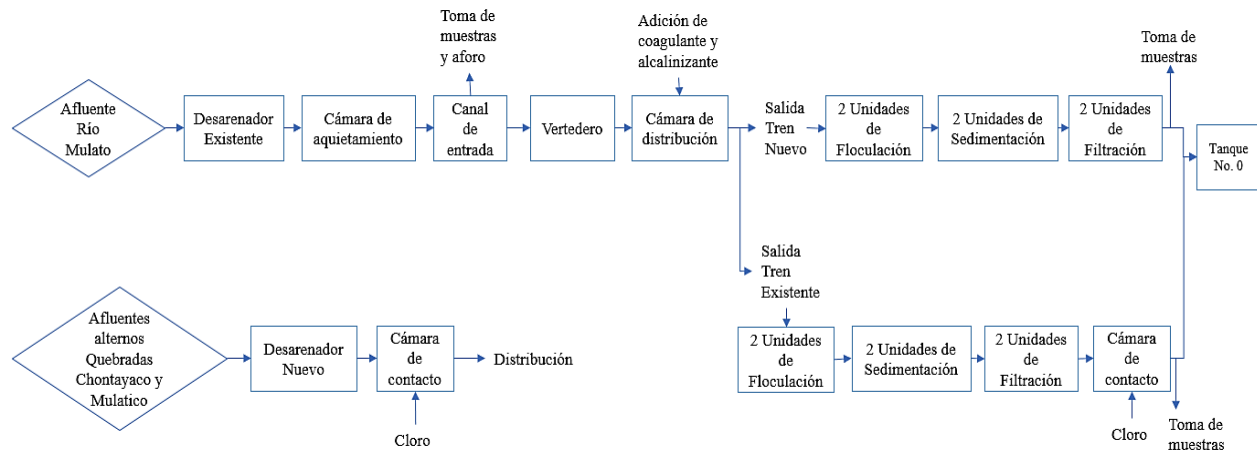 Toma de
muestras
y aforo
Adición de
coagulante y
alcalinizante
Toma de
muestras
Afluente
Río
Mulato
Desarenador
Existente
Cámara de
aquietamiento
Canal
de
entrada
Vertedero
Cámara de
distribución
Salida
Tren
Nuevo
2 Unidades
de
Floculación
2 Unidades de
Sedimentación
2 Unidades
de
Filtración
Tanque
No. 0
Salida
Tren
Existente
Afluentes
alternos
Quebradas
Chontayaco y
Mulatico
Desarenador
Nuevo
Cámara
de
contacto
Distribución
Cloro
2 Unidades
de
Floculación
2 Unidades de
Sedimentación
2 Unidades
de
Filtración
Cámara
de
contacto
Cloro
Toma de
muestras